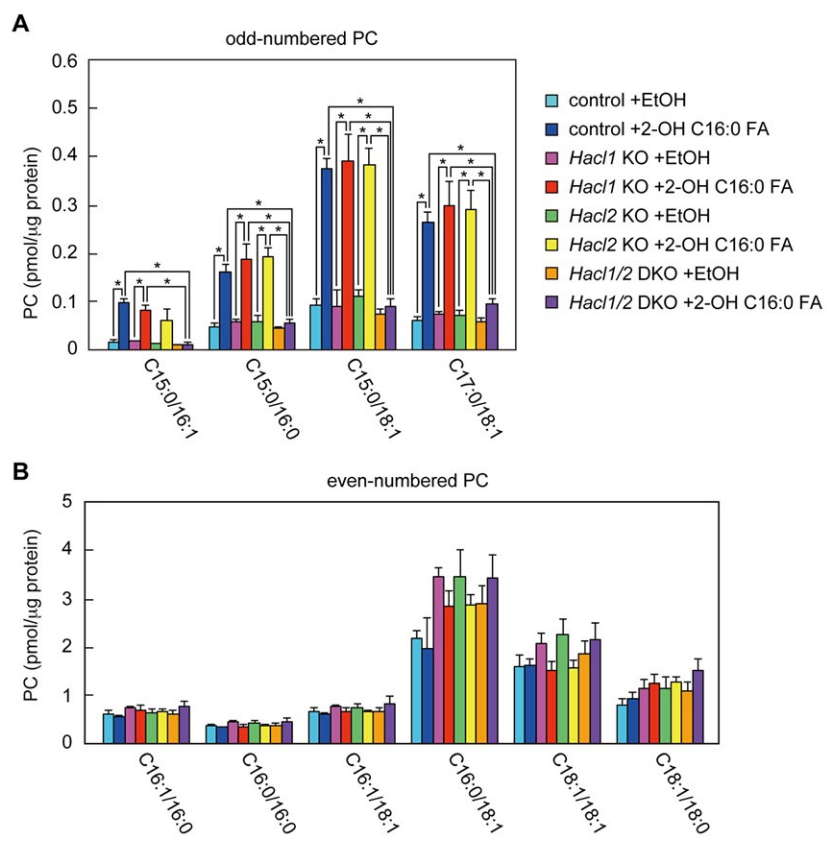 A
odd-numbered PC
PC (pmol/μg protein)
0.6
0.5
0.4
0.3
0.2
0.1
0
* * * *
* * * * * *
* * * * * *
* * * * * *
C15:0/16:1
C15:0/16:0
C15:0/18:1
C17:0/18:1
control +EtOH
control +2-OH C16:0 FA
Hacl1 KO +EtOH
Hacl1 KO +2-OH C16:0 FA
Hacl2 KO +EtOH
Hacl2 KO +2-OH C16:0 FA
Hacl1/2 DKO +EtOH
Hacl1/2 DKO +2-OH C16:0 FA
B
even-numbered PC
PC (pmol/μg protein)
5
4
3
2
1
0
C16:1/16:0
C16:0/16:0
C16:1/18:1
C16:0/18:1
C18:1/18:1
C18:1/18:0